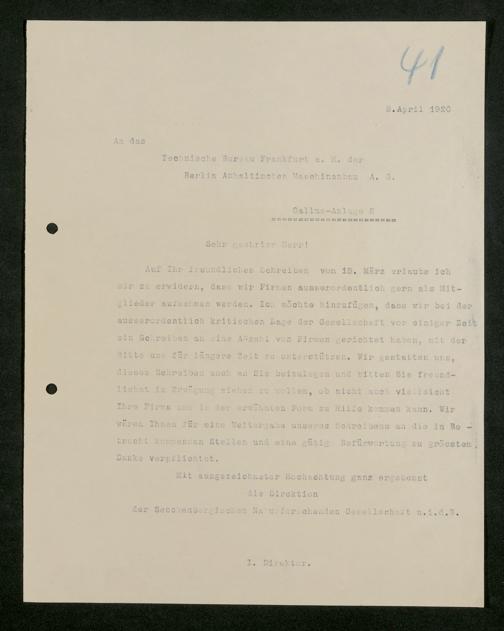 41
8.April 1920
An das
Technische Bureau Frankfurt a. M. der
Berlin Anhaltischen Maschinenbau A. G.
Gallus-Anlage
Sehr geehrter Herr!
Auf Ihr freundliches Schreiben von 18. März erlaube ich
mir zu erwidern, dass wir Firmen ausserordentlich gern als Mit-
glieder aufnehmen werden. Ich möchte hinzufügen, dass wir bei der
ausserordentlich kritischen Lage der Gesellschaft vor einiger Zeit
ein Schreiben an eine Anzahl von Firmen gerichtet haben, mit der
Bitte uns für längere Zeit zu unterstützen. Wir gestatten uns,
dieses Schreiben auch an Sie beizulegen und bitten Sie freund-
lichst in Erwägung ziehen zu wollen, ob nicht auch vielleicht
Ihre Firma uns in der erwähnten Form zu Hilfe kommen kann. Wir
wären Ihnen für eine Weitergabe unseres Schreibens an die in Be -
tracht kommenden Stellen und eine gütige Befürwortung zu grössten
Danke verpflichtet.
Mit ausgezeichneter Hochachtung ganz ergebenst
die Direktion
der Senckenbergischen Naturforschenden Gesellschaft
I. Direktor.